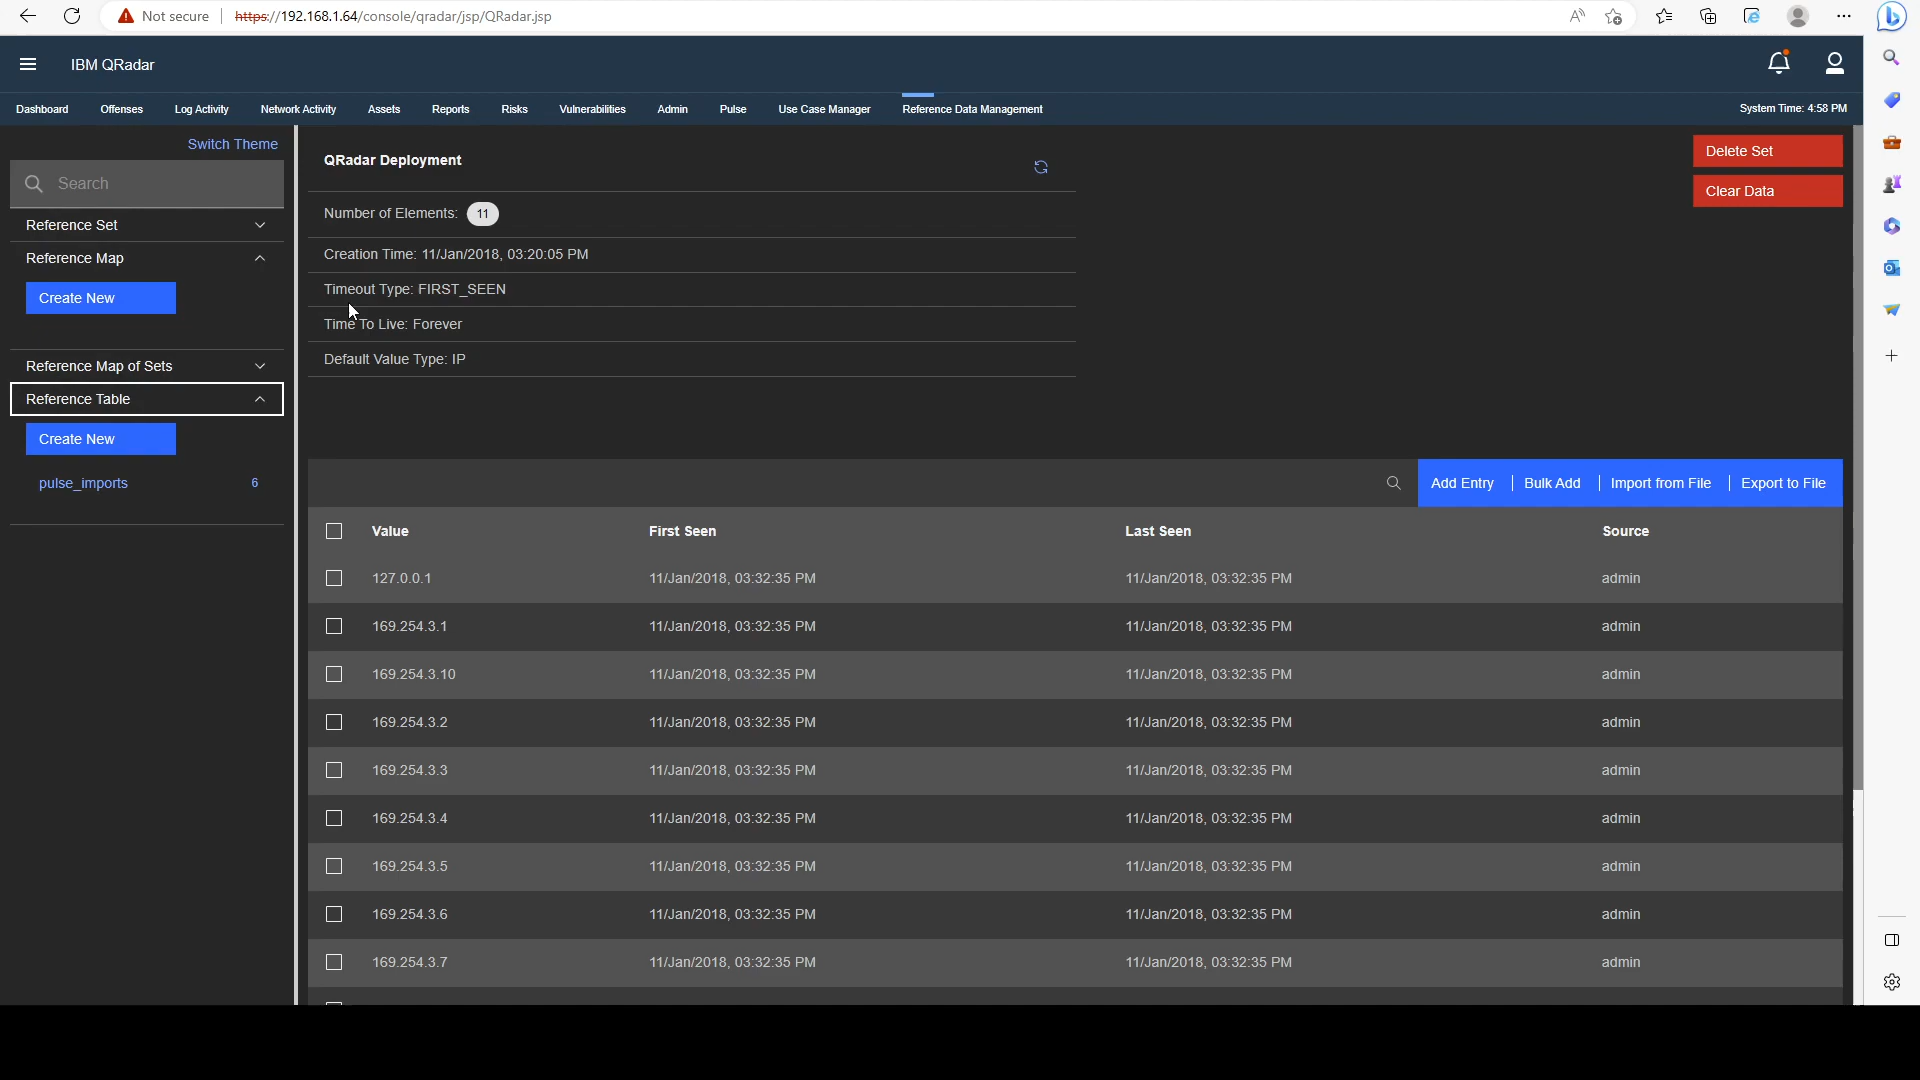 Not secure
https://192.168.1.64/console/qradar/jsp/QRadar.jsp
IBM QRadar
Dashboard Offenses Log Activity Network Activity Assets Reports Risks Vulnerabilities Admin Pulse Use Case Manager Reference Data Management System Time: 4:58 PM
Switch Theme
Search
Reference Set
Reference Map
Create New
Reference Map of Sets
Reference Table
Create New
pulse_imports 6
QRadar Deployment
Number of Elements: 11
Creation Time: 11/Jan/2018, 03:20:05 PM
Timeout Type: FIRST_SEEN
Time To Live: Forever
Default Value Type: IP
Delete Set
Clear Data
Add Entry Bulk Add Import from File Export to File
Value First Seen Last Seen Source
127.0.0.1 11/Jan/2018, 03:32:35 PM 11/Jan/2018, 03:32:35 PM admin
169.254.3.1 11/Jan/2018, 03:32:35 PM 11/Jan/2018, 03:32:35 PM admin
169.254.3.10 11/Jan/2018, 03:32:35 PM 11/Jan/2018, 03:32:35 PM admin
169.254.3.2 11/Jan/2018, 03:32:35 PM 11/Jan/2018, 03:32:35 PM admin
169.254.3.3 11/Jan/2018, 03:32:35 PM 11/Jan/2018, 03:32:35 PM admin
169.254.3.4 11/Jan/2018, 03:32:35 PM 11/Jan/2018, 03:32:35 PM admin
169.254.3.5 11/Jan/2018, 03:32:35 PM 11/Jan/2018, 03:32:35 PM admin
169.254.3.6 11/Jan/2018, 03:32:35 PM 11/Jan/2018, 03:32:35 PM admin
169.254.3.7 11/Jan/2018, 03:32:35 PM 11/Jan/2018, 03:32:35 PM admin